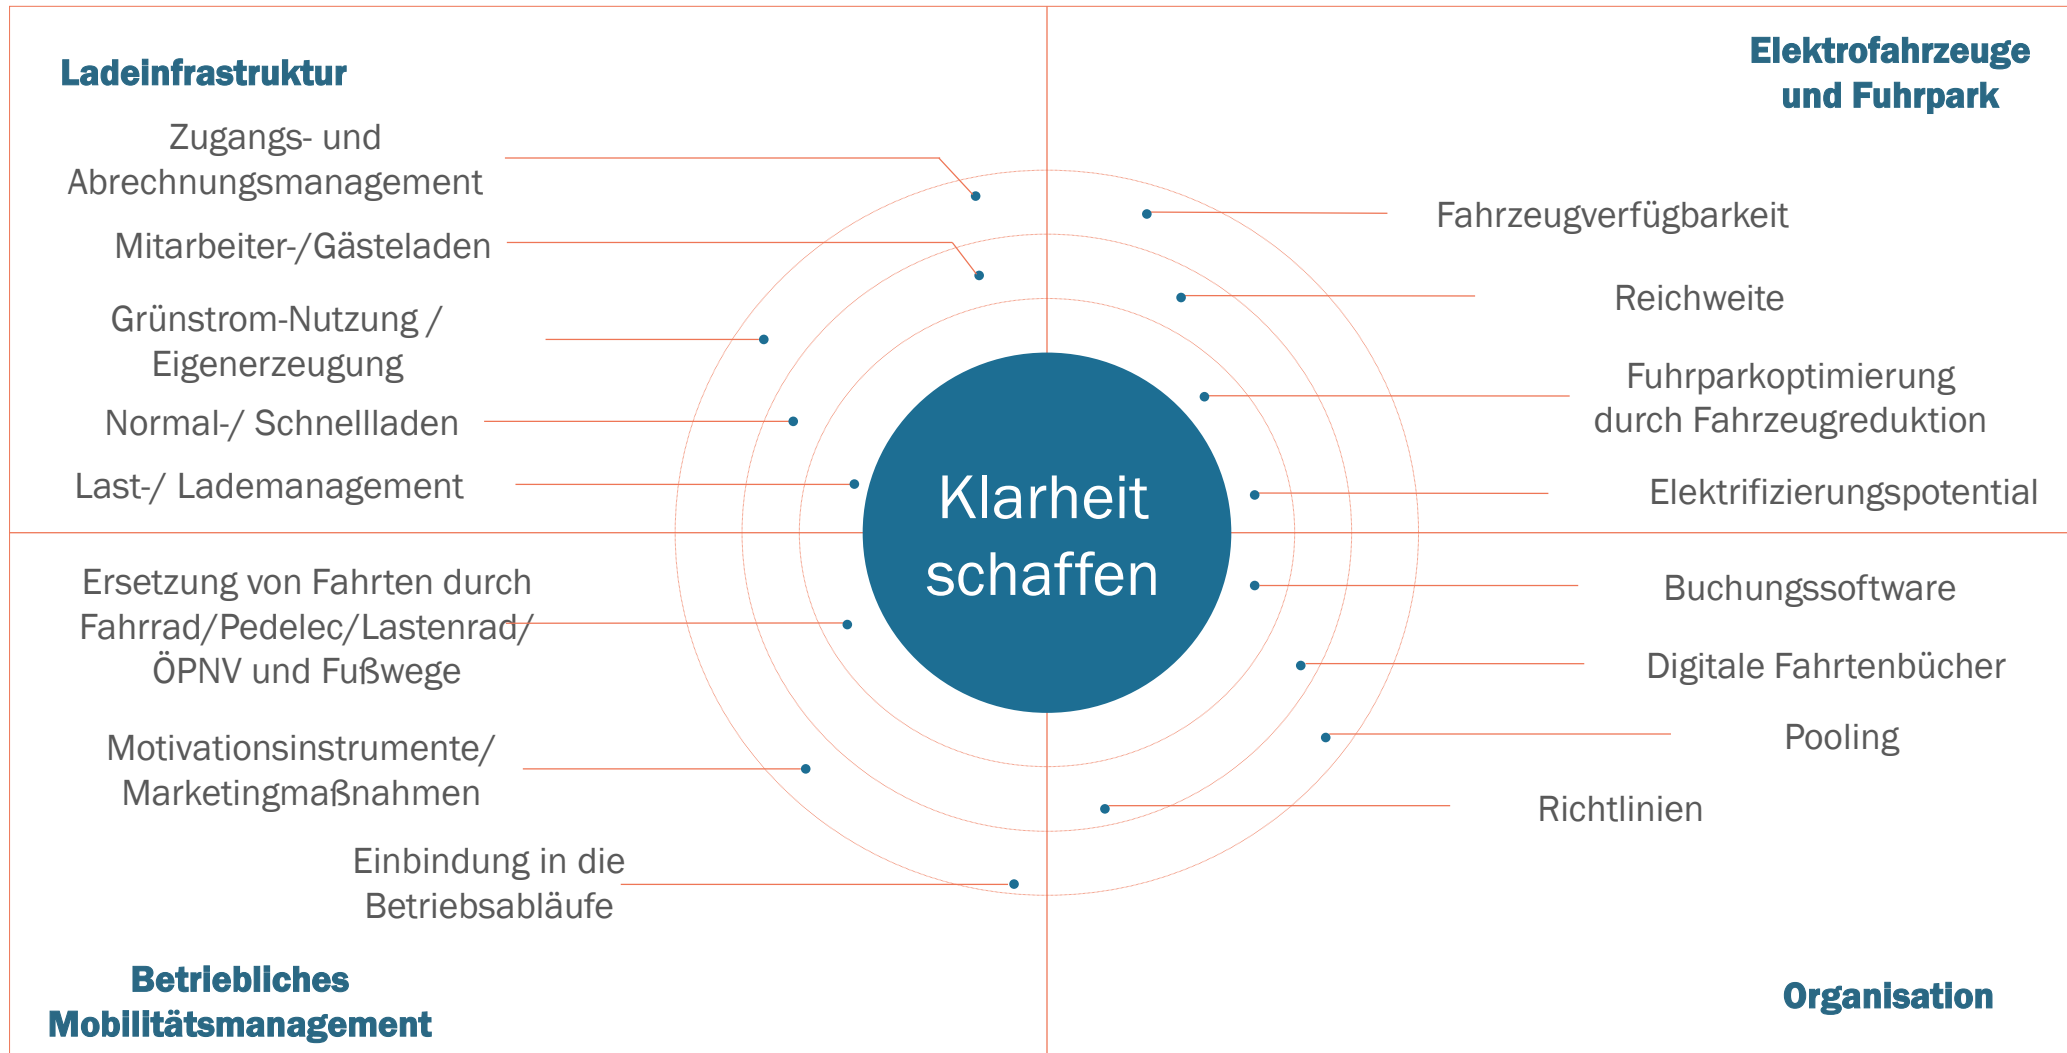 Ladeinfrastruktur
Zugangs- und
Abrechnungsmanagement
Mitarbeiter-/Gästeladen
Grünstrom-Nutzung /
Eigenerzeugung
Normal-/ Schnellladen
Last-/ Lademanagement
Elektrofahrzeuge
und Fuhrpark
Fahrzeugverfügbarkeit
Reichweite
Fuhrparkoptimierung
durch Fahrzeugreduktion
Elektrifizierungspotential
Klarheit
schaffen
Ersetzung von Fahrten durch
Fahrrad/Pedelec/Lastenrad/
ÖPNV und Fußwege
Motivationsinstrumente/
Marketingmaßnahmen
Einbindung in die
Betriebsabläufe
Betriebliches
Mobilitätsmanagement
Buchungssoftware
Digitale Fahrtenbücher
Pooling
Richtlinien
Organisation